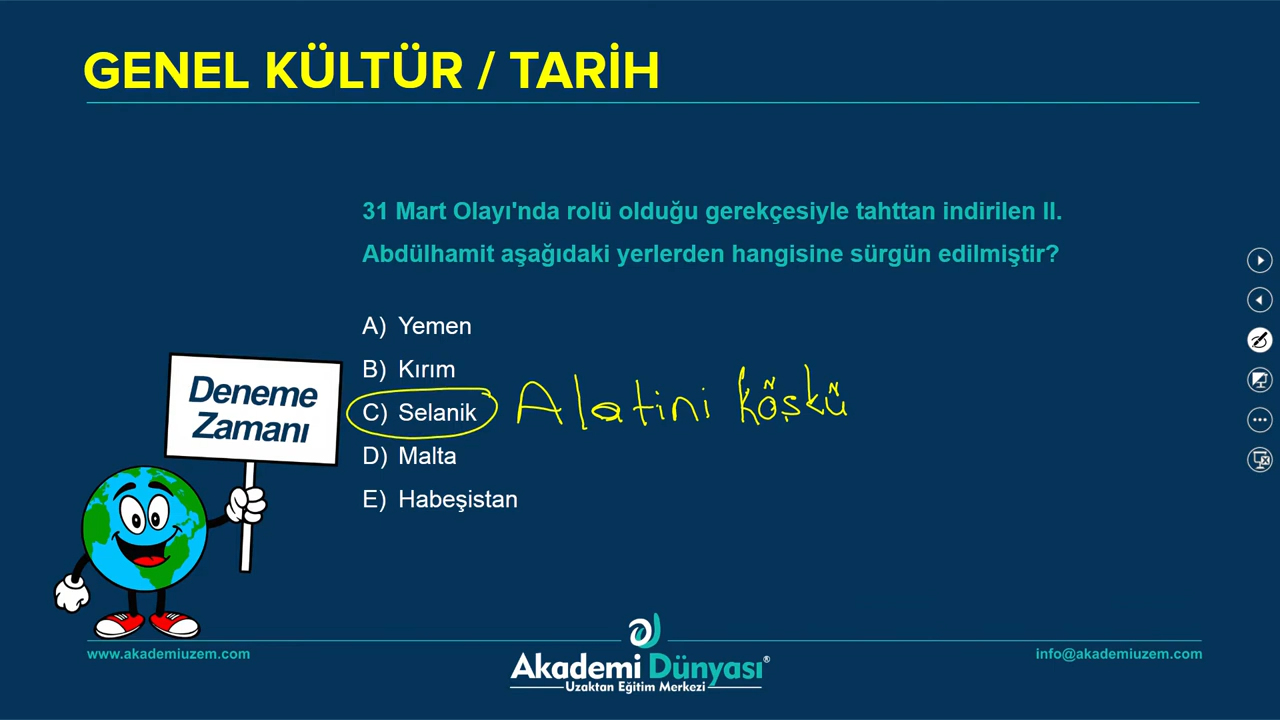 GENEL KÜLTÜR / TARİH
31 Mart Olayı'nda rolü olduğu gerekçesiyle tahttan indirilen II.
Abdülhamit aşağıdaki yerlerden hangisine sürgün edilmiştir?
A) Yemen
B) Kırım
C) Selanik Alatini köşkü
D) Malta
E) Habeşistan
Deneme
Zamanı
www.akademiuzem.com
Akademi Dünyası®
Uzaktan Eğitim Merkezi
info@akademiuzem.com